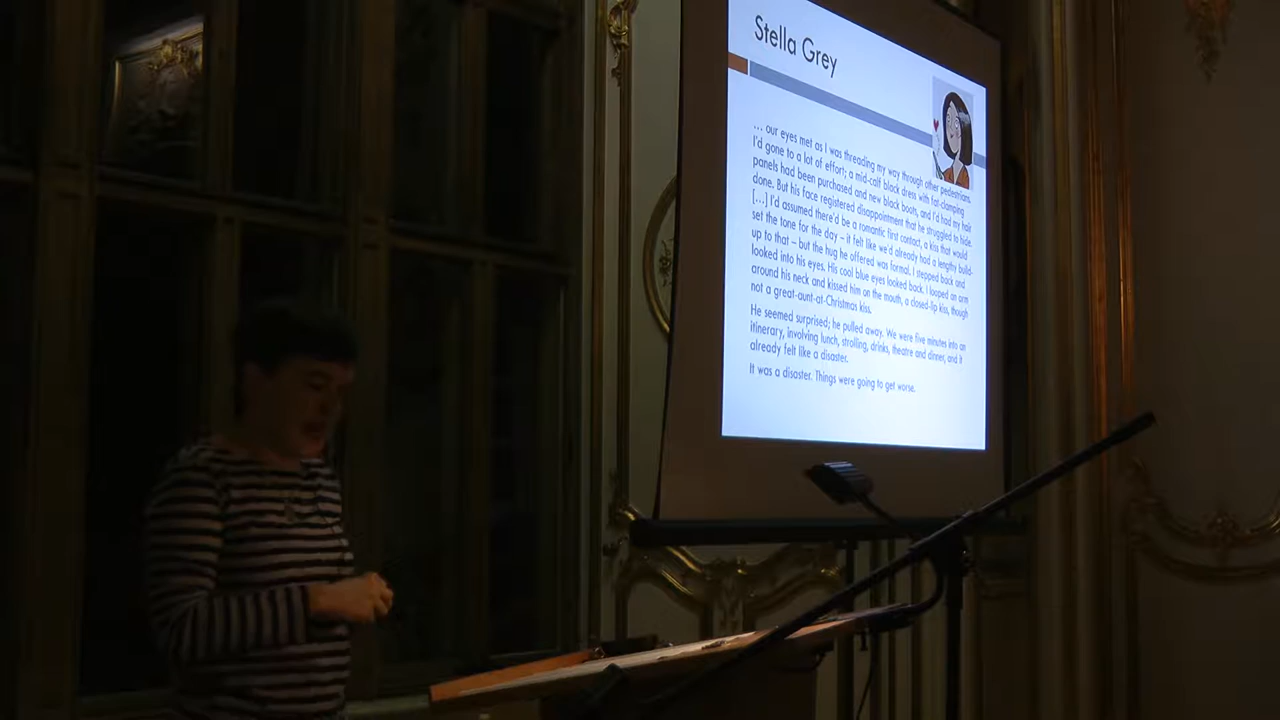 Stella Grey
... our eyes met as I was threading my way through other pedestrians.
I'd gone to a lot of effort; a mid-calf black dress with fat-clamping
panels had been purchased and new black boots, and I'd had my hair
done. But his face registered disappointment that he struggled to hide.
[...] I'd assumed there'd be a romantic first contact, a kiss that would
set the tone for the day – it felt like we'd already had a lengthy build-
up to that – but the hug he offered was formal. I stepped back and
looked into his eyes. His cool blue eyes looked back. I looped an arm
around his neck and kissed him on the mouth, a closed-lip kiss, though
not a great-aunt-at-Christmas kiss.
He seemed surprised; he pulled away. We were five minutes into an
itinerary, involving lunch, strolling, drinks, theatre and dinner, and it
already felt like a disaster.
It was a disaster. Things were going to get worse.